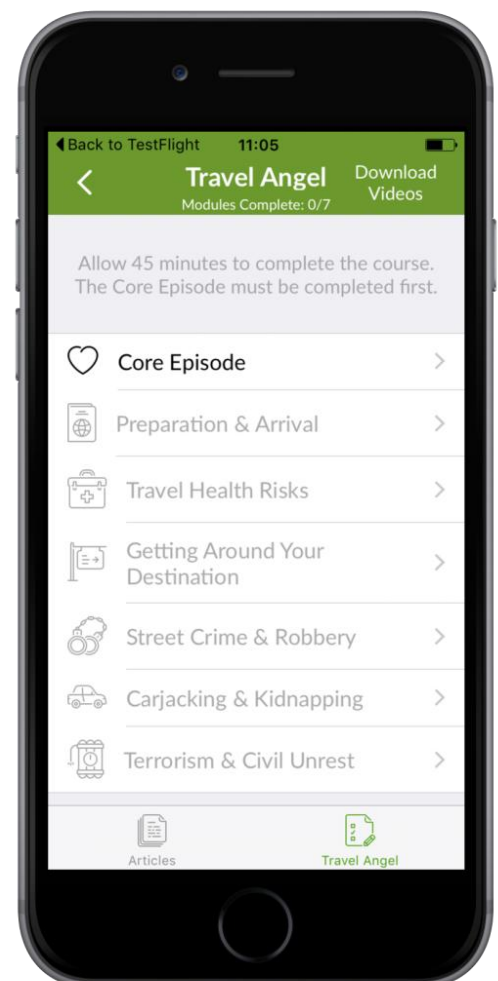 Back to TestFlight 11:05
Travel Angel
Modules Complete: 0/7
Download
Videos
Allow 45 minutes to complete the course.
The Core Episode must be completed first.
Core Episode
Preparation & Arrival
Travel Health Risks
Getting Around Your
Destination
Street Crime & Robbery
Carjacking & Kidnapping
Terrorism & Civil Unrest
Articles
Travel Angel